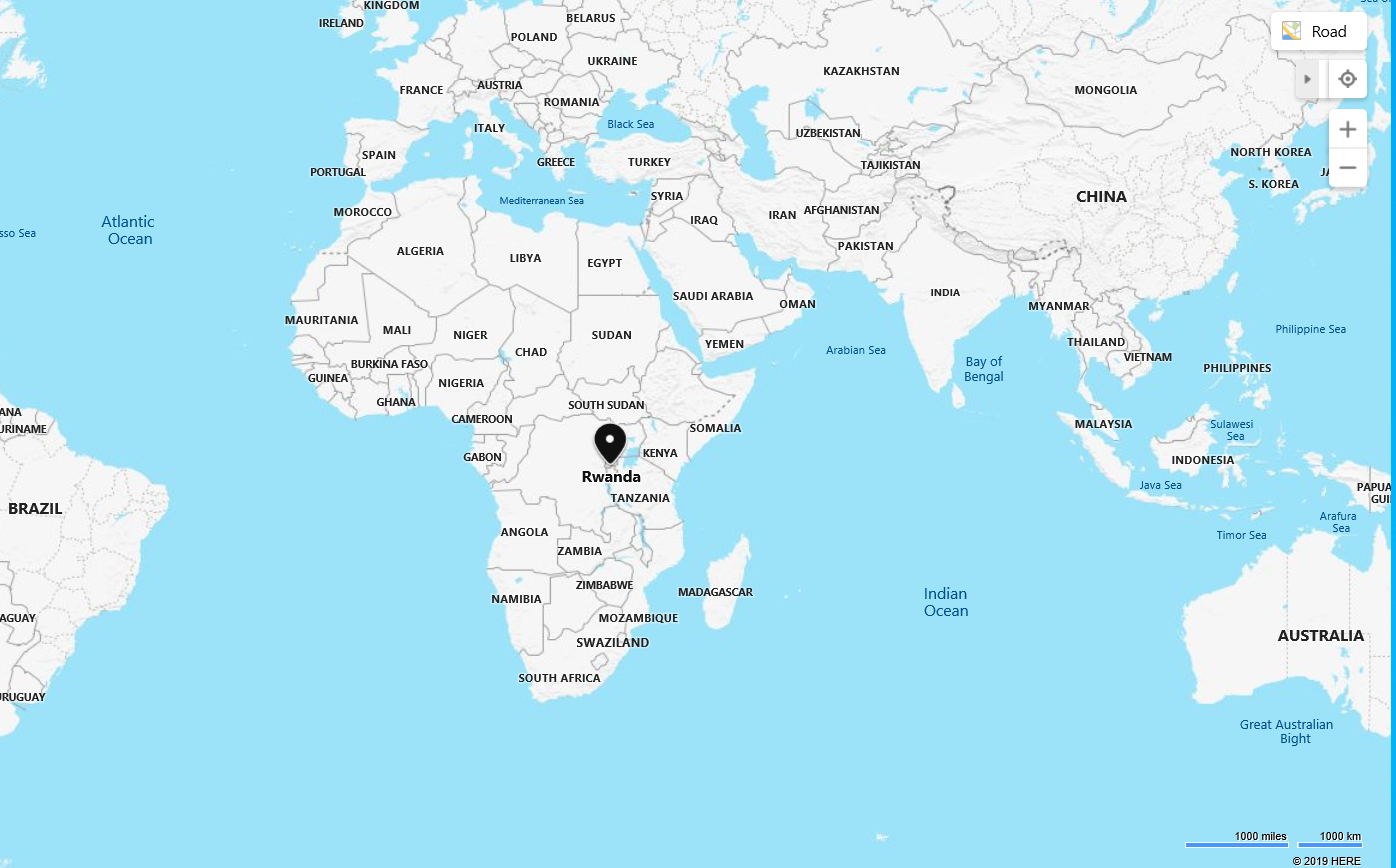 KINGDOM
IRELAND
BELARUS
POLAND
Road
UKRAINE
KAZAKHSTAN
FRANCE
AUSTRIA
MONGOLIA
ROMANIA
ITALY
Black Sea
UZBEKISTAN
SPAIN
GREECE
TURKEY
TAJIKISTAN
NORTH KOREA
PORTUGAL
S. KOREA
Mediterranean Sea
SYRIA
CHINA
MOROCCO
IRAQ
IRAN
AFGHANISTAN
Atlantic
Ocean
sso Sea
ALGERIA
LIBYA
EGYPT
PAKISTAN
INDIA
SAUDI ARABIA
OMAN
MYANMAR
MAURITANIA
MALI
NIGER
SUDAN
YEMEN
Arabian Sea
THAILAND
Philippine Sea
CHAD
VIETNAM
BURKINA FASO
Bay of
Bengal
PHILIPPINES
GUINEA
NIGERIA
GHANA
SOUTH SUDAN
ANA
URINAME
CAMEROON
SOMALIA
MALAYSIA
Sulawesi
Sea
GABON
KENYA
INDONESIA
Rwanda
Java Sea
PAPUA
GUI
TANZANIA
BRAZIL
Arafura
Sea
ANGOLA
Timor Sea
ZAMBIA
ZIMBABWE
MADAGASCAR
NAMIBIA
Indian
Ocean
AGUAY
MOZAMBIQUE
SWAZILAND
AUSTRALIA
SOUTH AFRICA
URUGUAY
Great Australian
Bight
1000 miles
1000 km
© 2019 HERE